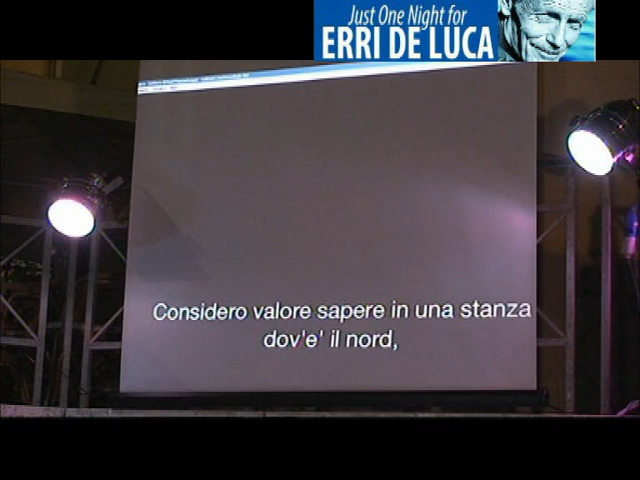 Just One Night for
ERRI DE LUCA
Considero valore sapere in una stanza
dov'e' il nord,